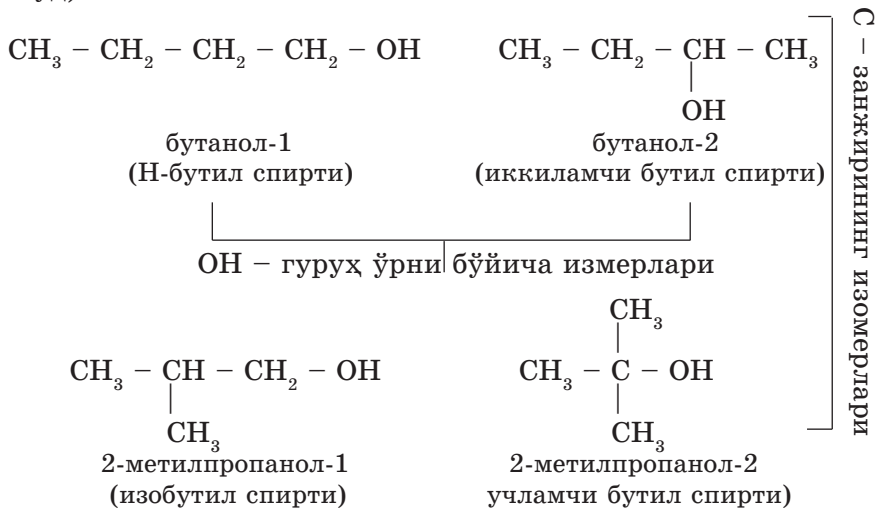 CH₃ – CH₂ – CH₂ – CH₂ – OH
CH₃ – CH₂ – CH – CH₃
OH
бутанол-1
(Н-бутил спирти)
бутанол-2
(иккиламчи бутил спирти)
ОН – гуруҳ ўрни бўйича измерлари
CH₃
CH₃ – CH – CH₂ – OH
CH₃
CH₃ – C – OH
CH₃
2-метилпропанол-1
(изобутил спирти)
2-метилпропанол-2
учламчи бутил спирти)
С – занжирининг изомерлари